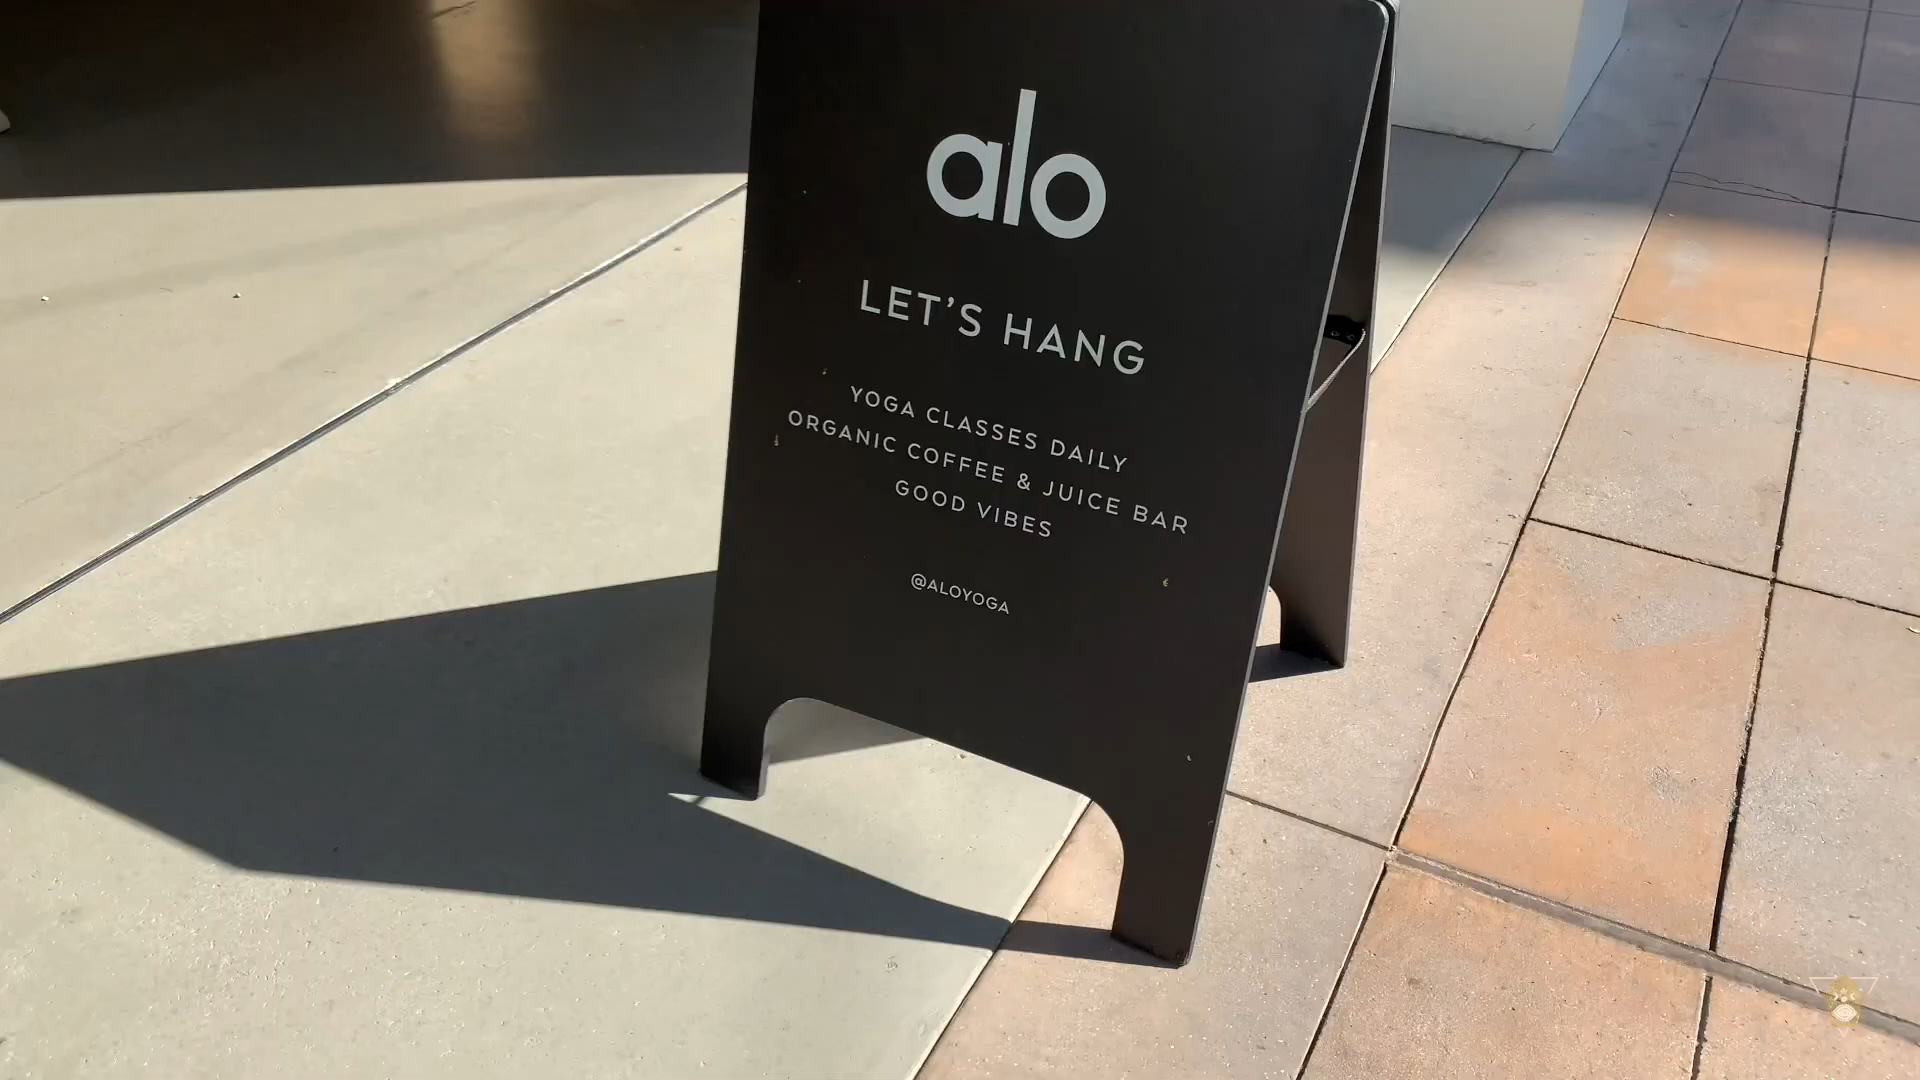 alo
LET'S HANG
YOGA CLASSES DAILY
ORGANIC COFFEE & JUICE BAR
GOOD VIBES
@ALOYOGA